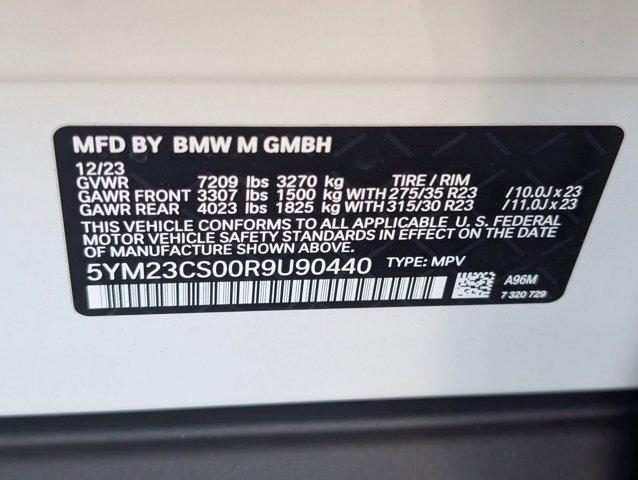 MFD BY BMW M GMBH
12/23
GVWR 7209 lbs 3270 kg TIRE / RIM
GAWR FRONT 3307 lbs 1500 kg WITH 275/35 R23 /10.0J x 23
GAWR REAR 4023 lbs 1825 kg WITH 315/30 R23 /11.0J x 23
THIS VEHICLE CONFORMS TO ALL APPLICABLE U. S. FEDERAL
MOTOR VEHICLE SAFETY STANDARDS IN EFFECT ON THE DATE
OF MANUFACTURE SHOWN ABOVE.
5YM23CS00R9U90440 TYPE: MPV
A96M
7 320 729